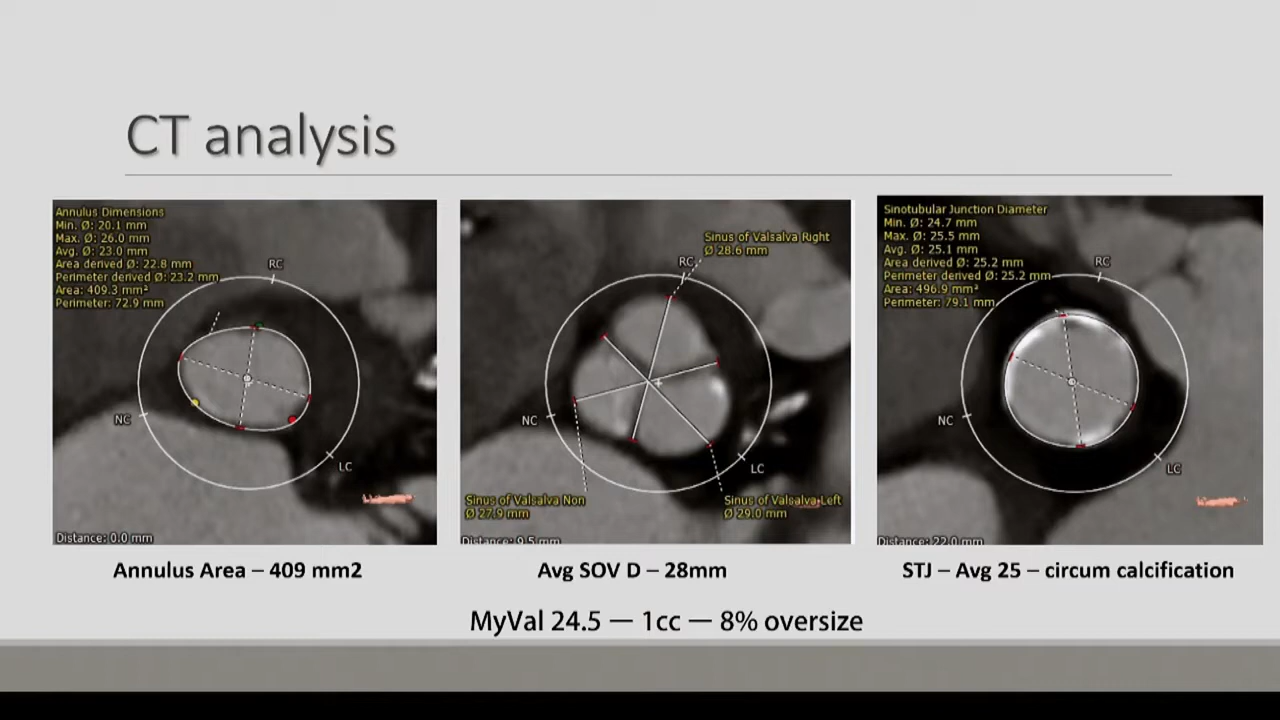 CT analysis
Annulus Dimensions
Min. Ø: 20.1 mm
Max. Ø: 26.0 mm
Avg. Ø: 23.0 mm
Area derived Ø: 22.8 mm
Perimeter derived Ø: 23.2 mm
Area: 409.3 mm²
Perimeter: 72.9 mm
RC
NC
LC
Distance: 0.0 mm
Sinus of Valsalva Right
Ø 28.6 mm
RC
NC
LC
Sinus of Valsalva Non
Ø 27.9 mm
Sinus of Valsalva Left
Ø 29.0 mm
Distance: 9.5 mm
Sinotubular Junction Diameter
Min. Ø: 24.7 mm
Max. Ø: 25.5 mm
Avg. Ø: 25.1 mm
Area derived Ø: 25.2 mm
Perimeter derived Ø: 25.2 mm
Area: 496.9 mm²
Perimeter: 79.1 mm
RC
NC
LC
Distance: 22.0 mm
Annulus Area – 409 mm2
Avg SOV D – 28mm
STJ – Avg 25 – circum calcification
MyVal 24.5 — 1cc — 8% oversize